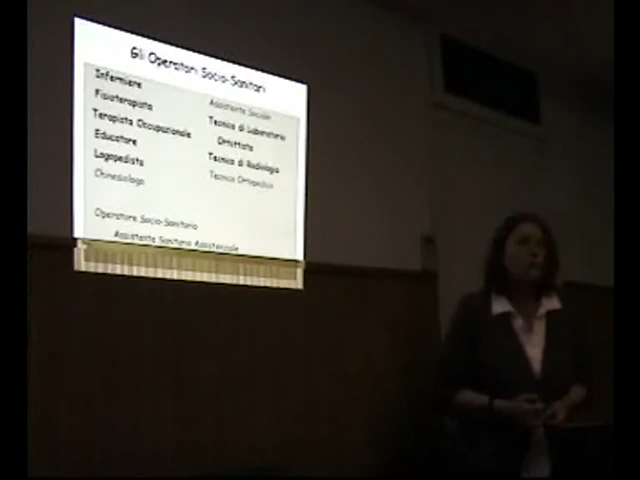 Gli Operatori Socio-Sanitari
Infermiere
Fisioterapista
Terapista Occupazionale
Educatore
Logopedista
Chinesiologo
Assistente Sociale
Tecnico di Laboratorio
Ortottista
Tecnico di Radiologia
Tecnico Ortopedico
Operatore Socio-Sanitario
Assistente Sanitario Assistenziale